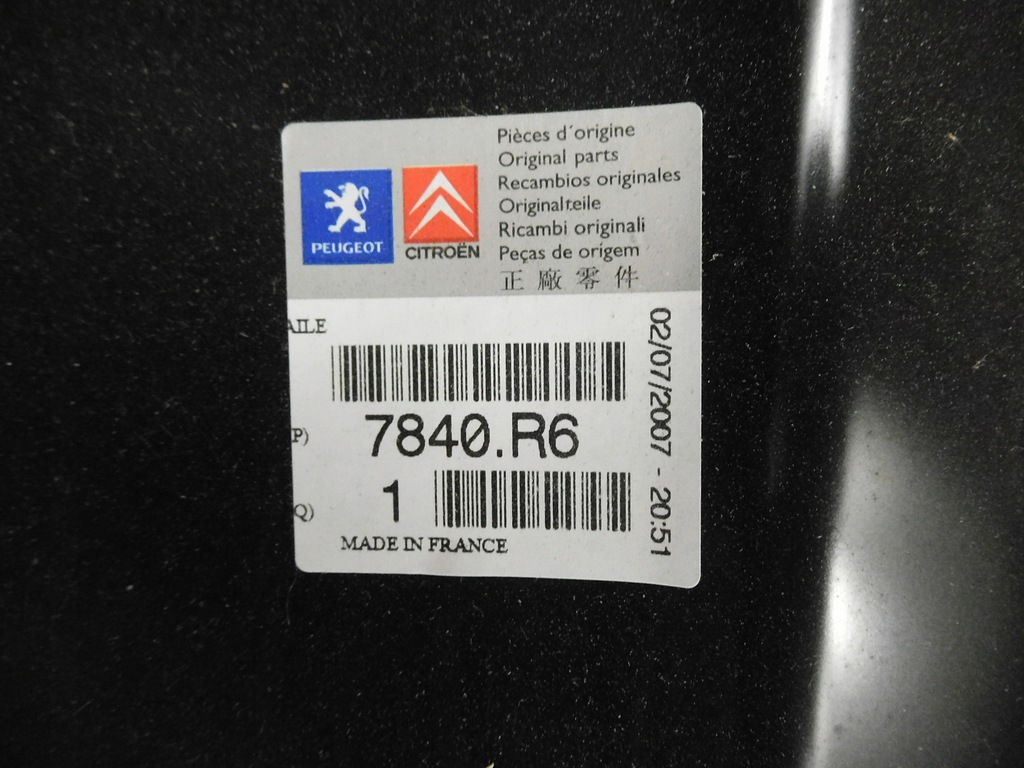 PEUGEOT
CITROËN
Pièces d'origine
Original parts
Recambios originales
Originalteile
Ricambi originali
Peças de origem
正廠零件
AILE
P) 7840.R6
Q) 1
MADE IN FRANCE
02/07/2007 - 20:51